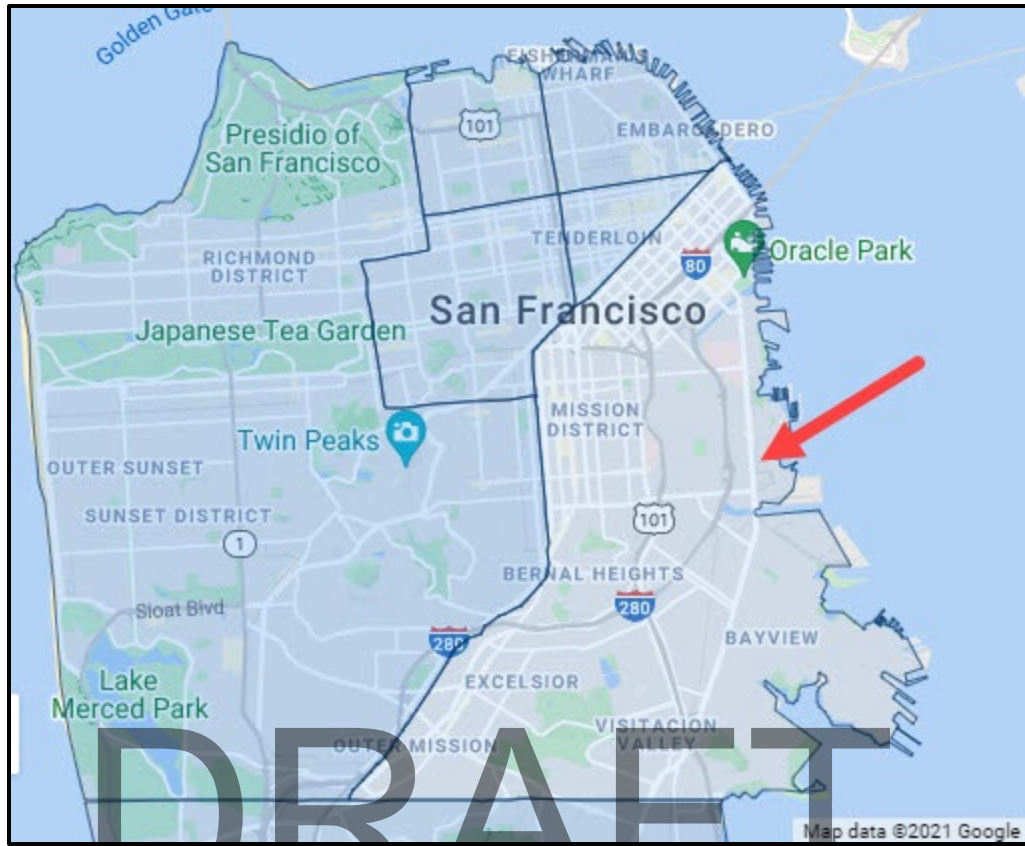 Golden Gate
FISHERMAN'S
WHARF
101
Presidio of
San Francisco
EMBARCADERO
RICHMOND
DISTRICT
TENDERLOIN
80
Oracle Park
San Francisco
Japanese Tea Garden
MISSION
DISTRICT
Twin Peaks
OUTER SUNSET
SUNSET DISTRICT
1
101
BERNAL HEIGHTS
Sloat Blvd
280
280
BAYVIEW
Lake
Merced Park
EXCELSIOR
VISITACION
VALLEY
OUTER MISSION
DRAFT
Map data ©2021 Google